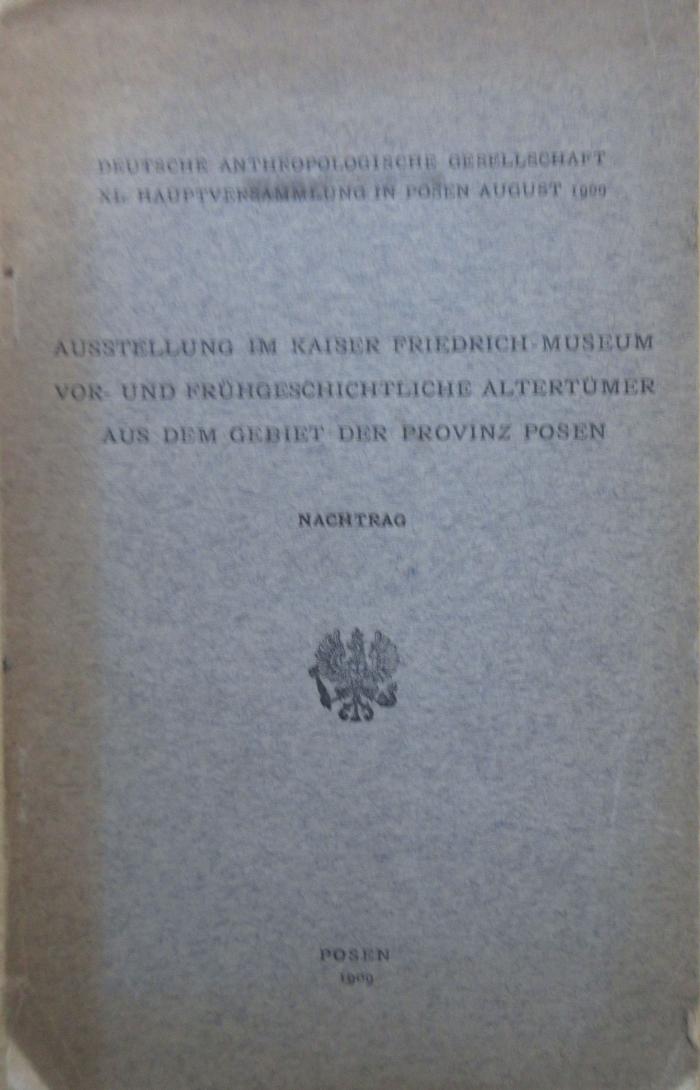 DEUTSCHE ANTHROPOLOGISCHE GESELLSCHAFT
XL. HAUPTVERSAMMLUNG IN POSEN AUGUST 1909
AUSSTELLUNG IM KAISER FRIEDRICH-MUSEUM
VOR- UND FRÜHGESCHICHTLICHE ALTERTÜMER
AUS DEM GEBIET DER PROVINZ POSEN
NACHTRAG
POSEN
1909